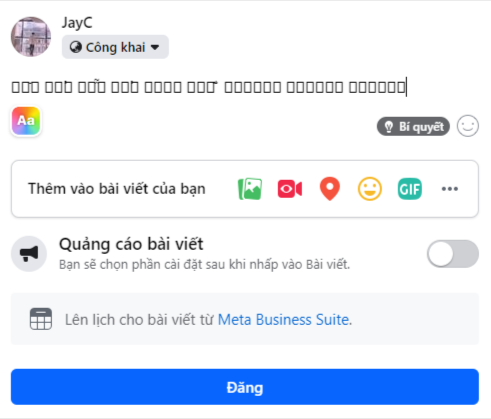 JayC
Công khai
Aa
Bí quyết
Thêm vào bài viết của bạn
GIF
Quảng cáo bài viết
Bạn sẽ chọn phần cài đặt sau khi nhấp vào Bài viết.
Lên lịch cho bài viết từ Meta Business Suite.
Đăng